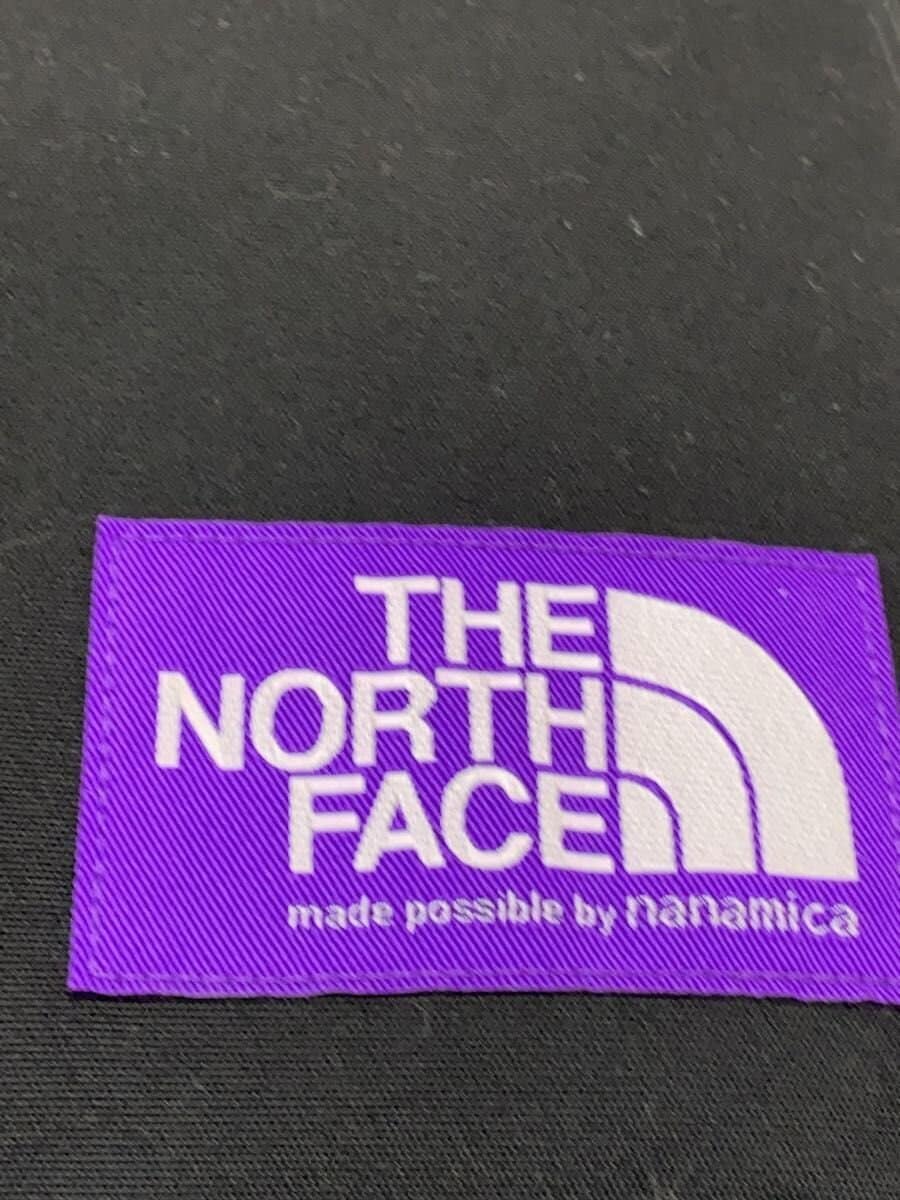 THE
NORTH
FACE
made possible by nanamica